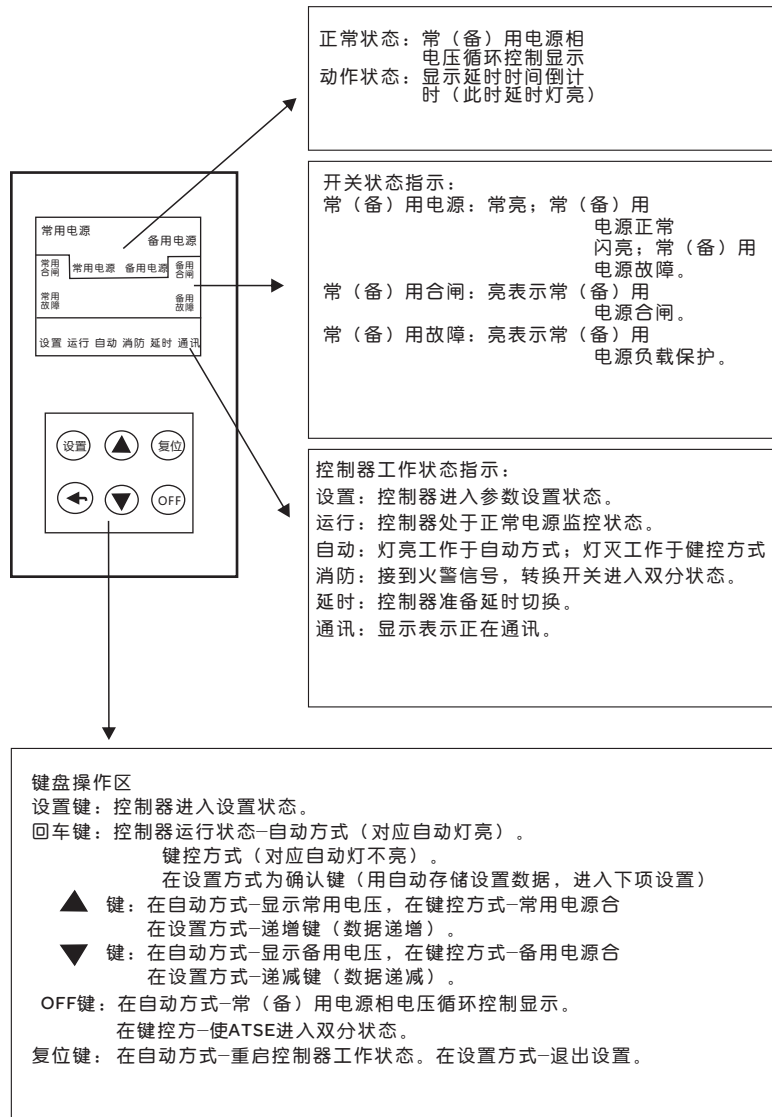 正常状态：常（备）用电源相
电压循环控制显示
动作状态：显示延时时间倒计
时（此时延时灯亮）
开关状态指示：
常（备）用电源：常亮；常（备）用
电源正常
闪亮；常（备）用
电源故障。
常（备）用合闸：亮表示常（备）用
电源合闸。
常（备）用故障：亮表示常（备）用
电源负载保护。
常用电源
备用电源
常用
合闸
常用电源 备用电源
备用
合闸
常用
故障
备用
故障
设置 运行 自动 消防 延时 通讯
设置
复位
OFF
控制器工作状态指示：
设置：控制器进入参数设置状态。
运行：控制器处于正常电源监控状态。
自动：灯亮工作于自动方式；灯灭工作于健控方式
消防：接到火警信号，转换开关进入双分状态。
延时：控制器准备延时切换。
通讯：显示表示正在通讯。
键盘操作区
设置键：控制器进入设置状态。
回车键：控制器运行状态—自动方式（对应自动灯亮）。
键控方式（对应自动灯不亮）。
在设置方式为确认键（用自动存储设置数据，进入下项设置）
▲ 键：在自动方式—显示常用电压，在键控方式—常用电源合
在设置方式—递增键（数据递增）。
▼ 键：在自动方式—显示备用电压，在键控方式—备用电源合
在设置方式—递减键（数据递减）。
OFF键：在自动方式—常（备）用电源相电压循环控制显示。
在键控方—使ATSE进入双分状态。
复位键：在自动方式—重启控制器工作状态。在设置方式—退出设置。